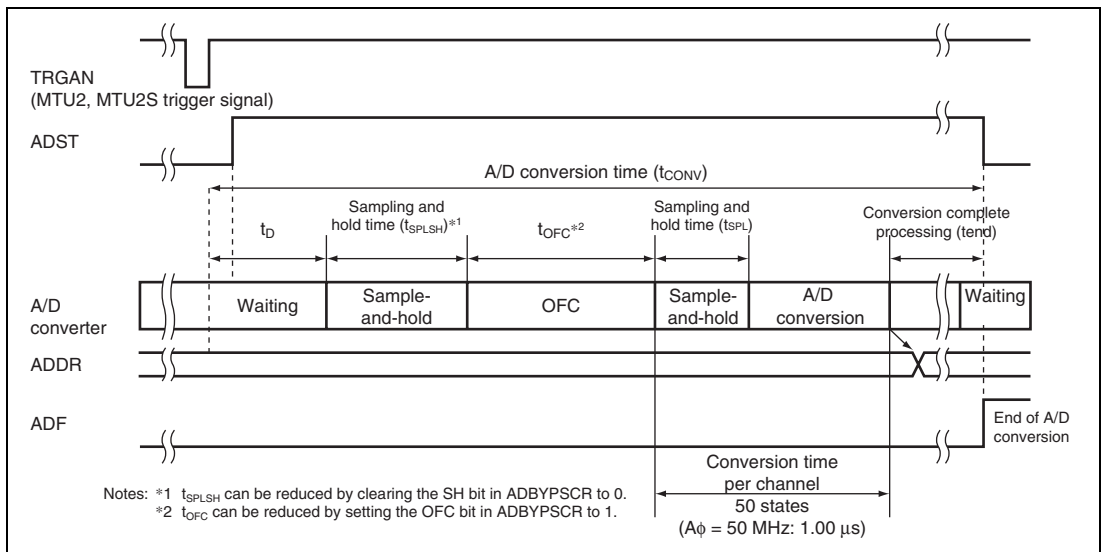 TRGAN
(MTU2, MTU2S trigger signal)
ADST
A/D conversion time (tCONV)
tD
Sampling and
hold time (tSPLSH)*1
tOFC*2
Sampling and
hold time (tSPL)
Conversion complete
processing (tend)
A/D
converter
Waiting
Sample-
and-hold
OFC
Sample-
and-hold
A/D
conversion
Waiting
ADDR
ADF
End of A/D
conversion
Conversion time
per channel
50 states
(Aϕ = 50 MHz: 1.00 μs)
Notes: *1 tSPLSH can be reduced by clearing the SH bit in ADBYPSCR to 0.
*2 tOFC can be reduced by setting the OFC bit in ADBYPSCR to 1.